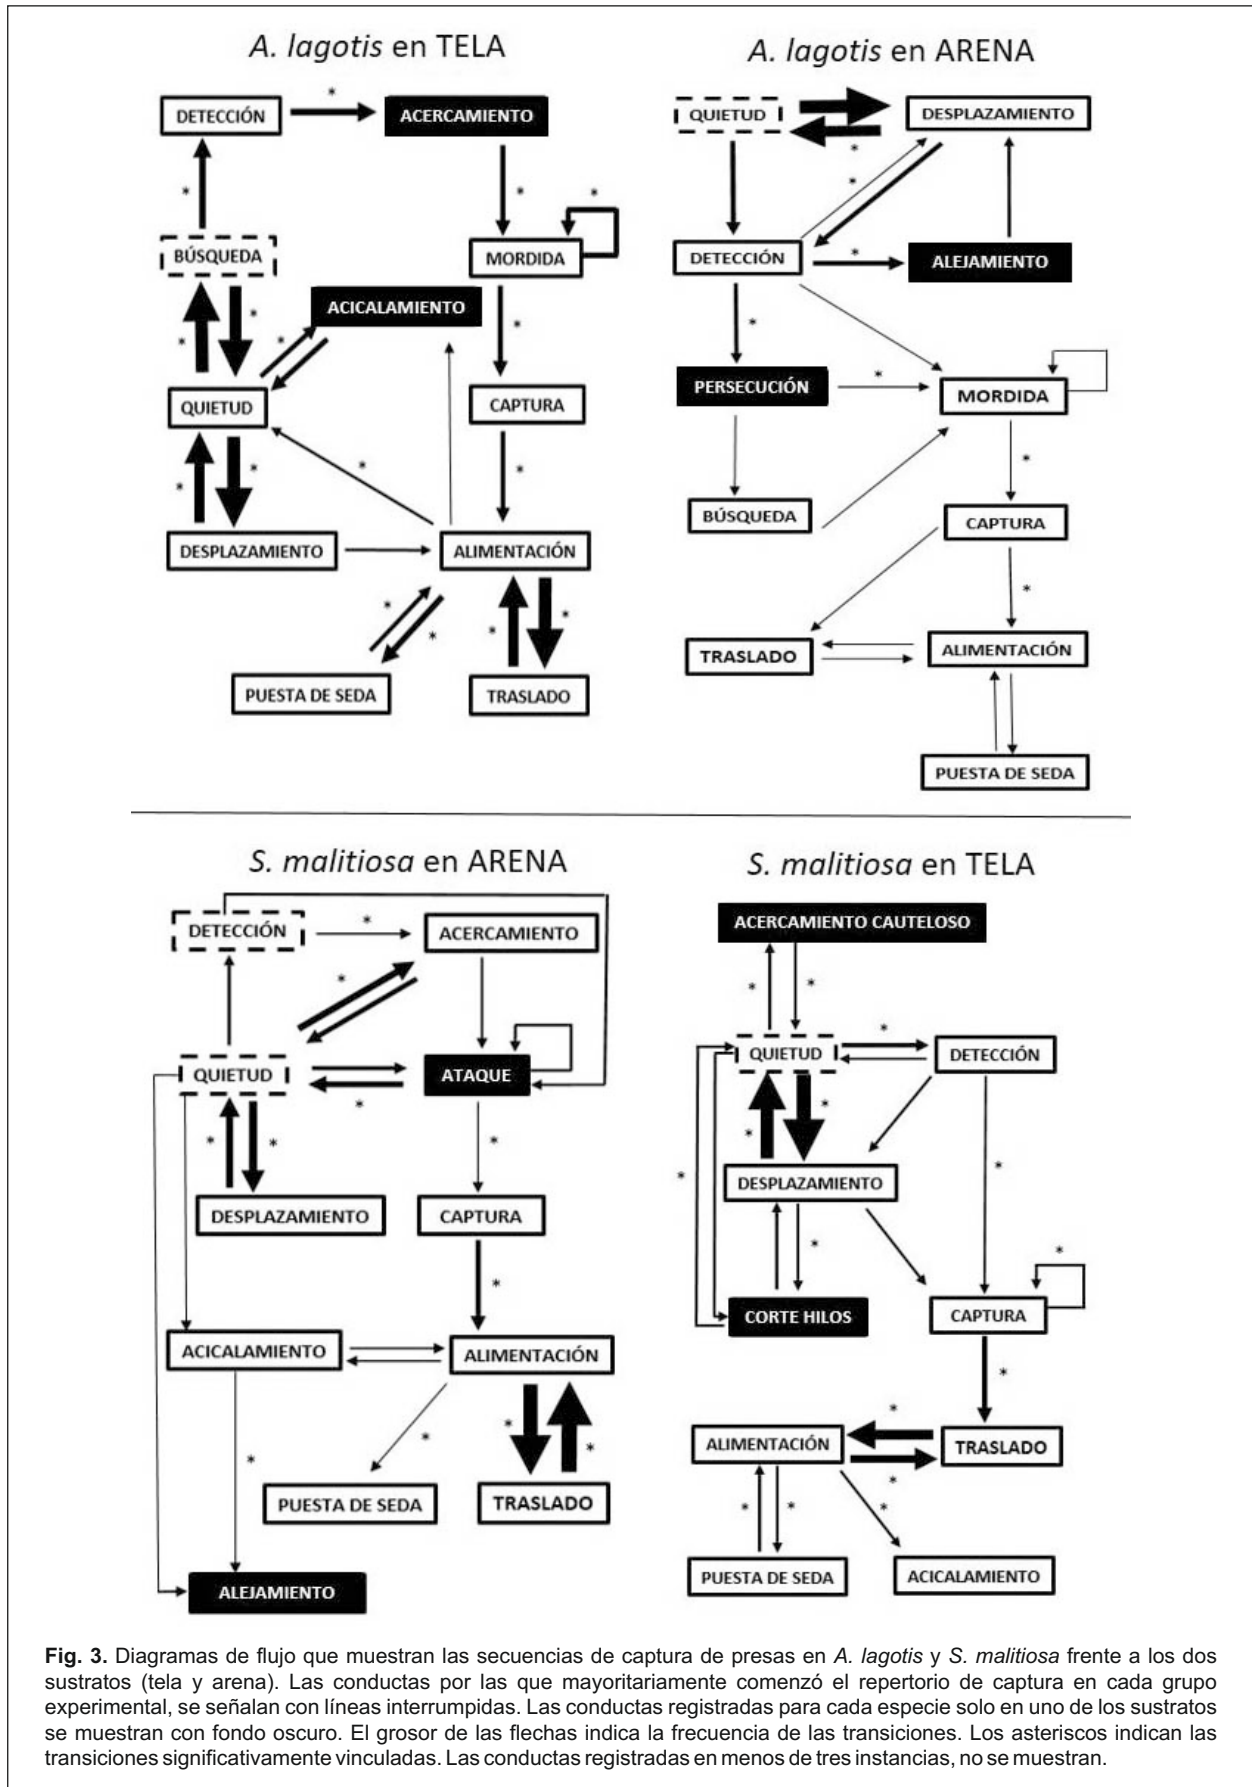 A. lagotis en TELA
DETECCIÓN
*
ACERCAMIENTO
*
*
*
BÚSQUEDA
MORDIDA
ACICALAMIENTO
*
*
*
*
QUIETUD
CAPTURA
*
*
*
*
DESPLAZAMIENTO
ALIMENTACIÓN
*
*
*
*
PUESTA DE SEDA
TRASLADO
A. lagotis en ARENA
QUIETUD
DESPLAZAMIENTO
*
*
DETECCIÓN
*
ALEJAMIENTO
*
PERSECUCIÓN
*
MORDIDA
*
BÚSQUEDA
CAPTURA
*
TRASLADO
ALIMENTACIÓN
PUESTA DE SEDA
S. malitiosa en ARENA
DETECCIÓN
*
ACERCAMIENTO
*
QUIETUD
*
*
ATAQUE
*
*
*
DESPLAZAMIENTO
CAPTURA
*
ACICALAMIENTO
ALIMENTACIÓN
*
*
*
*
PUESTA DE SEDA
TRASLADO
ALEJAMIENTO
S. malitiosa en TELA
ACERCAMIENTO CAUTELOSO
*
*
QUIETUD
*
DETECCIÓN
*
*
*
*
DESPLAZAMIENTO
*
*
CORTE HILOS
CAPTURA
*
*
ALIMENTACIÓN
*
TRASLADO
*
*
*
PUESTA DE SEDA
ACICALAMIENTO
Fig. 3. Diagramas de flujo que muestran las secuencias de captura de presas en A. lagotis y S. malitiosa frente a los dos
sustratos (tela y arena). Las conductas por las que mayoritariamente comenzó el repertorio de captura en cada grupo
experimental, se señalan con líneas interrumpidas. Las conductas registradas para cada especie solo en uno de los sustratos
se muestran con fondo oscuro. El grosor de las flechas indica la frecuencia de las transiciones. Los asteriscos indican las
transiciones significativamente vinculadas. Las conductas registradas en menos de tres instancias, no se muestran.